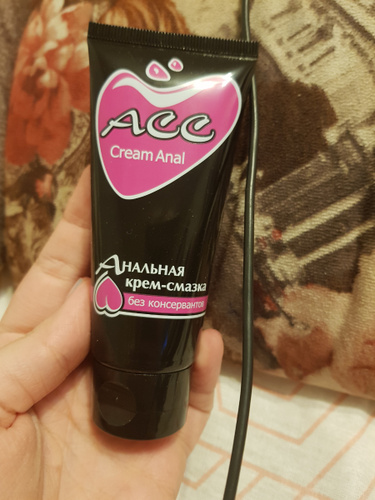 ACC
Cream Anal
Анальная
крем-смазка
без консервантов